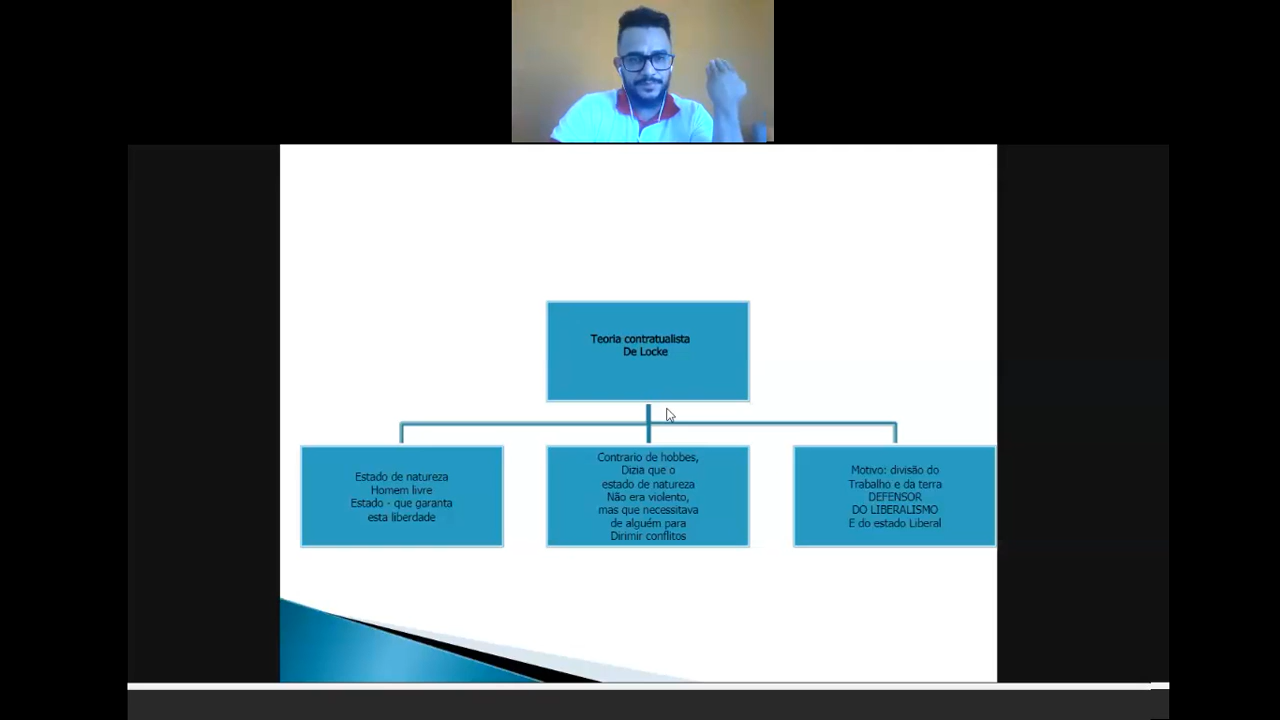 Teoria contratualista
De Locke
Estado de natureza
Homem livre
Estado - que garanta
esta liberdade
Contrario de hobbes,
Dizia que o
estado de natureza
Não era violento,
mas que necessitava
de alguém para
Dirimir conflitos
Motivo: divisão do
Trabalho e da terra
DEFENSOR
DO LIBERALISMO
E do estado Liberal